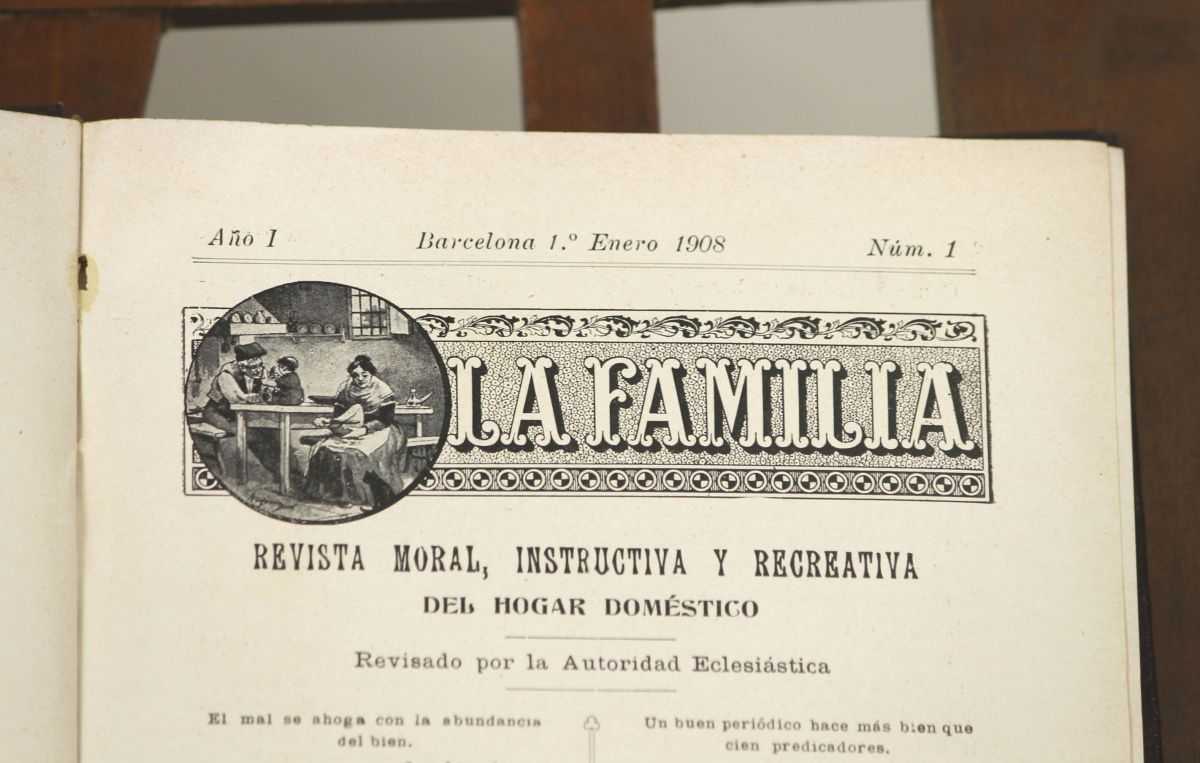 Año I
Barcelona 1.º Enero 1908
Núm. 1
LA FAMILIA
REVISTA MORAL, INSTRUCTIVA Y RECREATIVA
DEL HOGAR DOMÉSTICO
Revisado por la Autoridad Eclesiástica
El mal se ahoga con la abundancia
del bien.
Un buen periódico hace más bien que
cien predicadores.